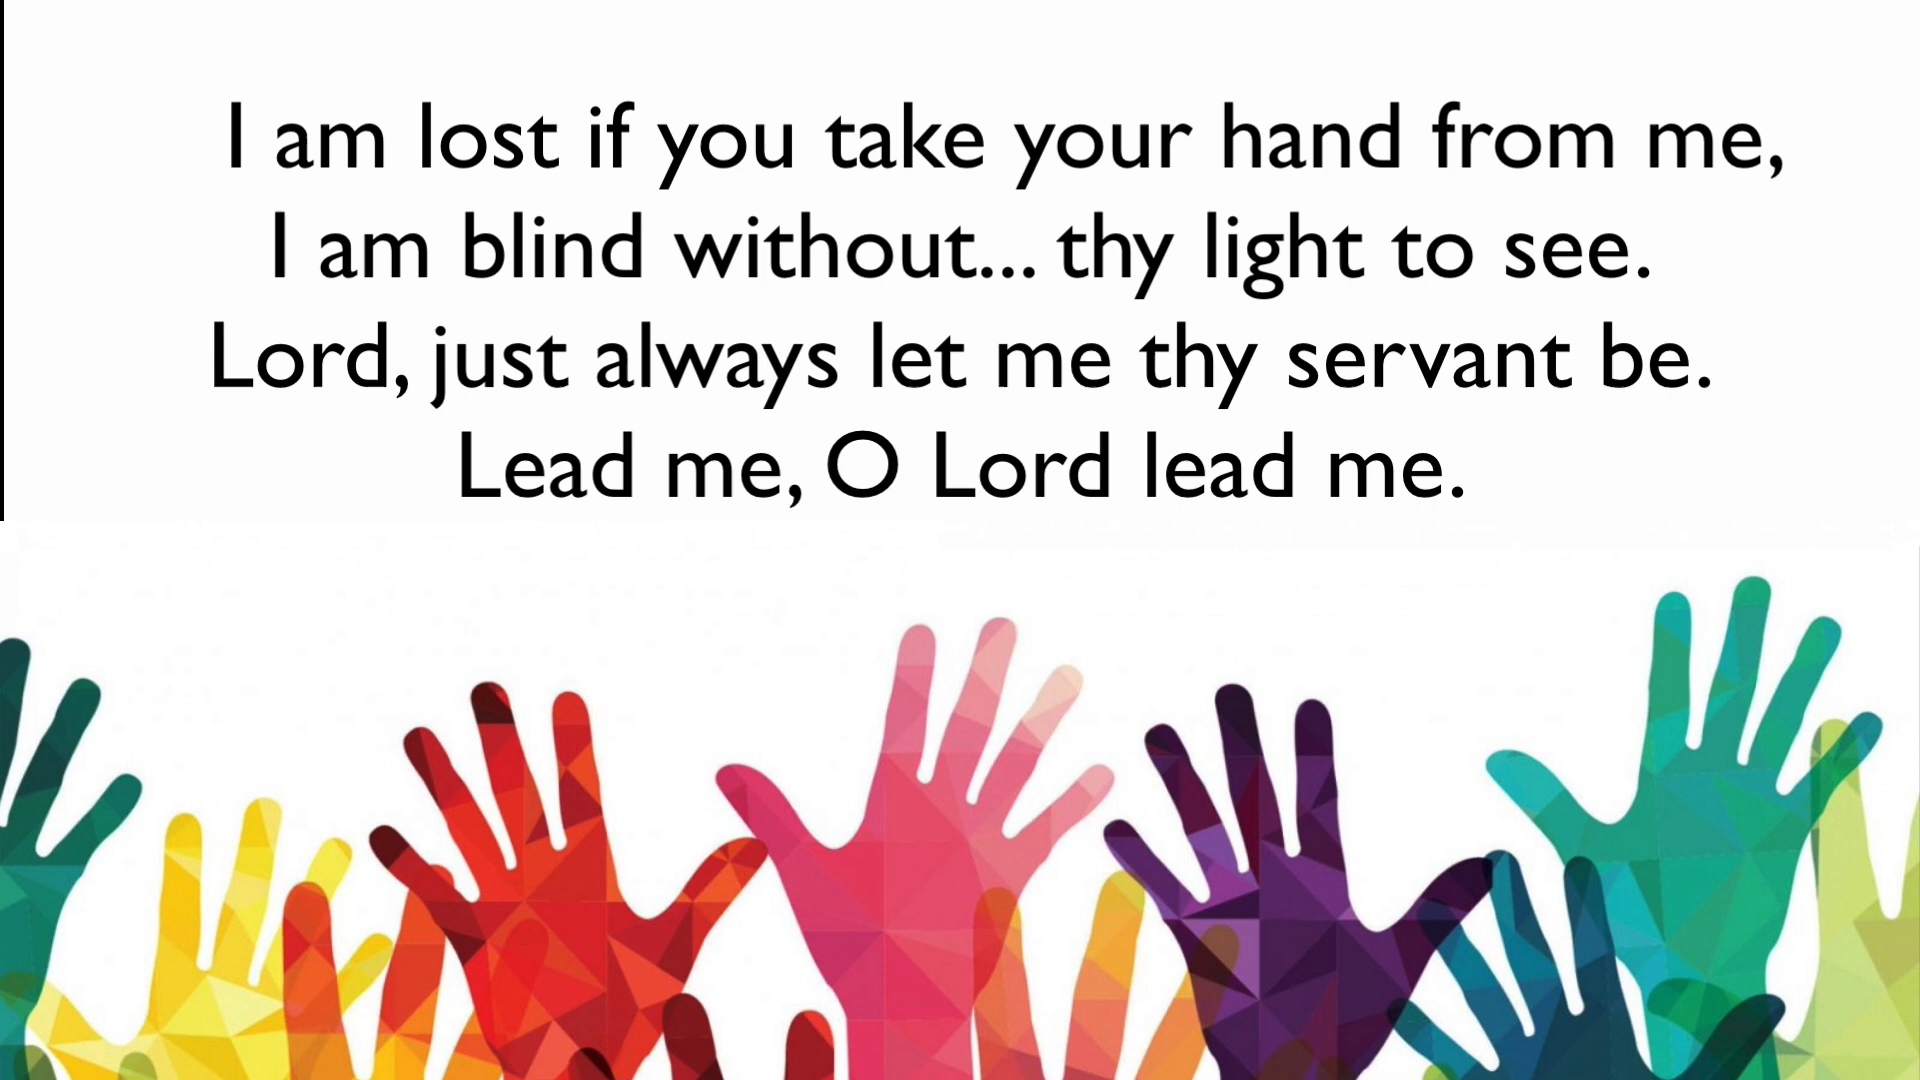 I am lost if you take your hand from me,
I am blind without... thy light to see.
Lord, just always let me thy servant be.
Lead me, O Lord lead me.